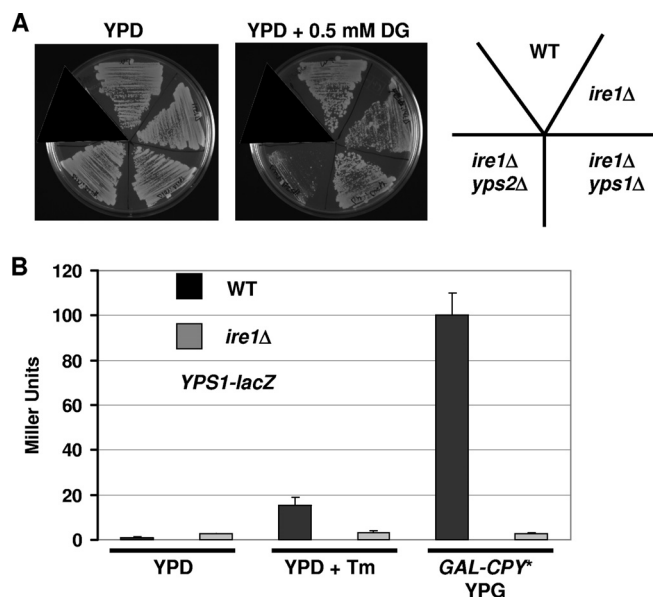 A
YPD
YPD + 0.5 mM DG
WT
ire1Δ
ire1Δ
yps2Δ
ire1Δ
yps1Δ
B
120
100
80
60
40
20
0
Miller Units
WT
ire1Δ
YPS1-lacZ
YPD
YPD + Tm
GAL-CPY*
YPG